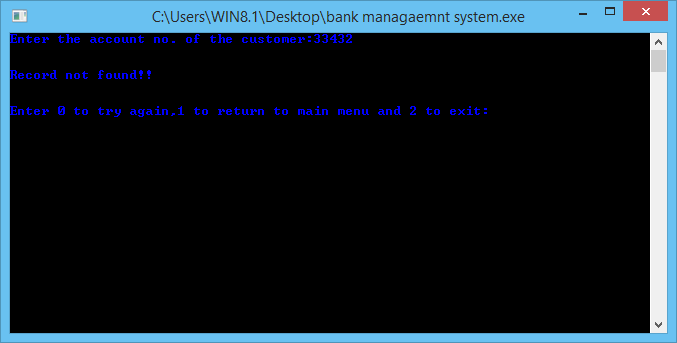 C:\Users\WIN8.1\Desktop\bank managaemnt system.exe
Enter the account no. of the customer:33432
Record not found!!
Enter 0 to try again.1 to return to main menu and 2 to exit: